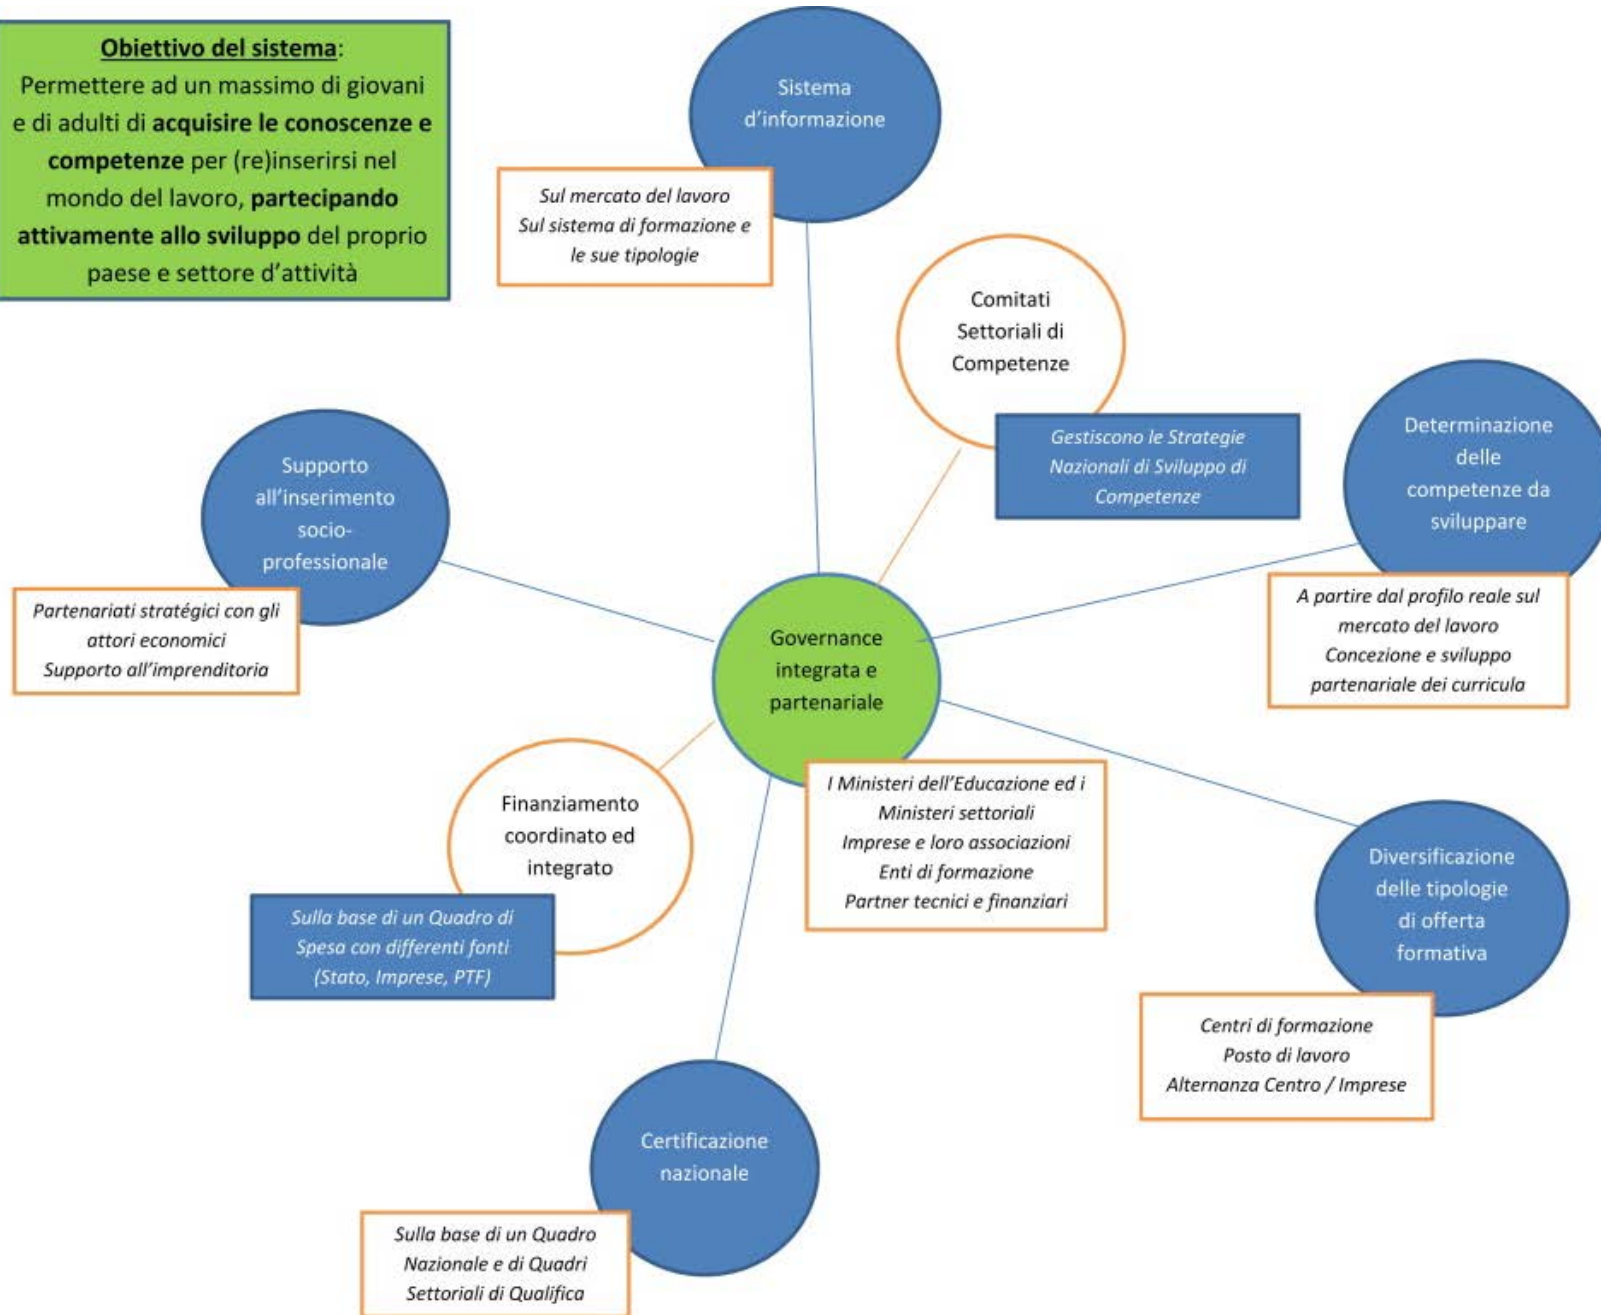 Obiettivo del sistema:
Permettere ad un massimo di giovani
e di adulti di acquisire le conoscenze e
competenze per (re)inserirsi nel
mondo del lavoro, partecipando
attivamente allo sviluppo del proprio
paese e settore d'attività
Sistema
d'informazione
Sul mercato del lavoro
Sul sistema di formazione e
le sue tipologie
Comitati
Settoriali di
Competenze
Gestiscono le Strategie
Nazionali di Sviluppo di
Competenze
Determinazione
delle
competenze da
sviluppare
A partire dal profilo reale sul
mercato del lavoro
Concezione e sviluppo
partenariale dei curricula
Supporto
all'inserimento
socio-
professionale
Partenariati stratégici con gli
attori economici
Supporto all'imprenditoria
Governance
integrata e
partenariale
I Ministeri dell'Educazione ed i
Ministeri settoriali
Imprese e loro associazioni
Enti di formazione
Partner tecnici e finanziari
Finanziamento
coordinato ed
integrato
Sulla base di un Quadro di
Spesa con differenti fonti
(Stato, Imprese, PTF)
Diversificazione
delle tipologie
di offerta
formativa
Centri di formazione
Posto di lavoro
Alternanza Centro / Imprese
Certificazione
nazionale
Sulla base di un Quadro
Nazionale e di Quadri
Settoriali di Qualifica